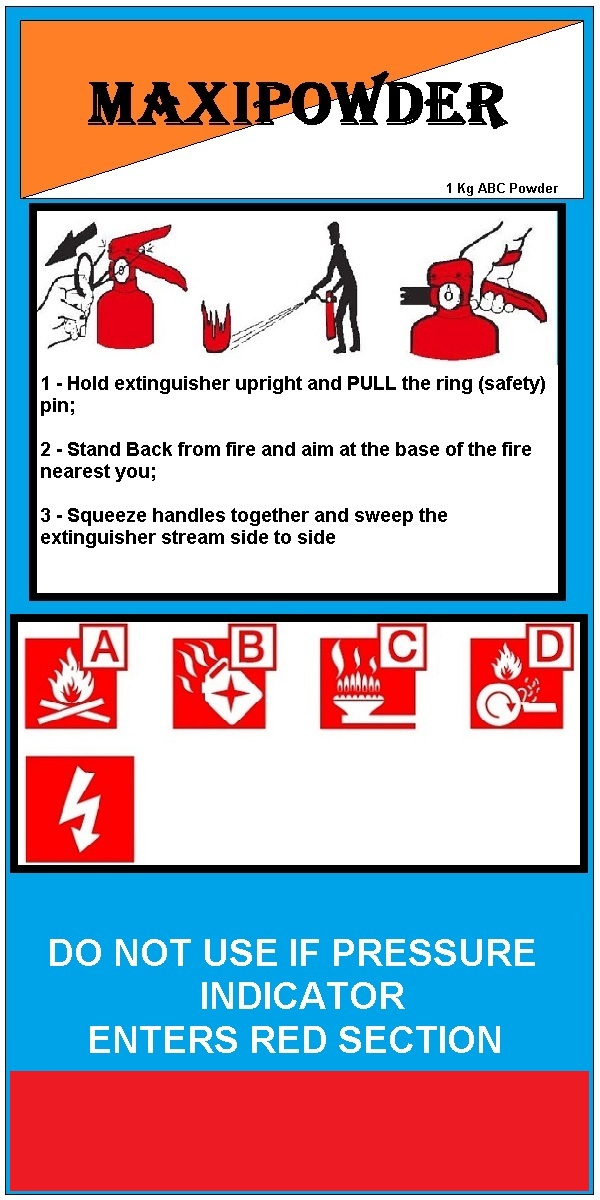 MAXIPOWDER
1 Kg ABC Powder
1 - Hold extinguisher upright and PULL the ring (safety)
pin;
2 - Stand Back from fire and aim at the base of the fire
nearest you;
3 - Squeeze handles together and sweep the
extinguisher stream side to side
A B C D
DO NOT USE IF PRESSURE
INDICATOR
ENTERS RED SECTION